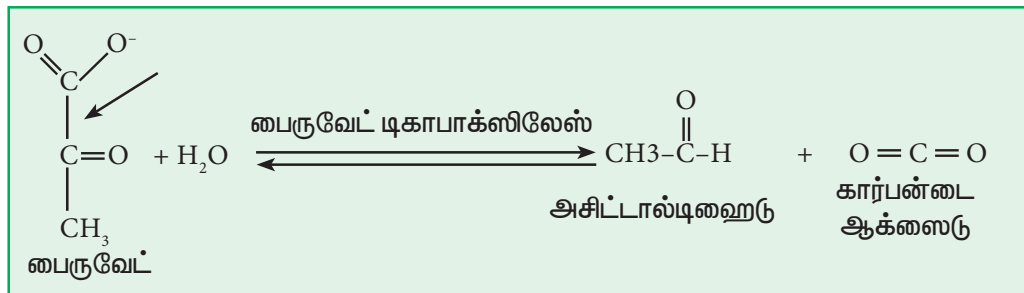 O O⁻
C
பைருவேட் டிகாபாக்ஸிலேஸ்
C=O + H₂O
CH₃
பைருவேட்
O
CH3–C–H + O=C=O
அசிட்டால்டிஹைடு
கார்பன்டை
ஆக்ஸைடு